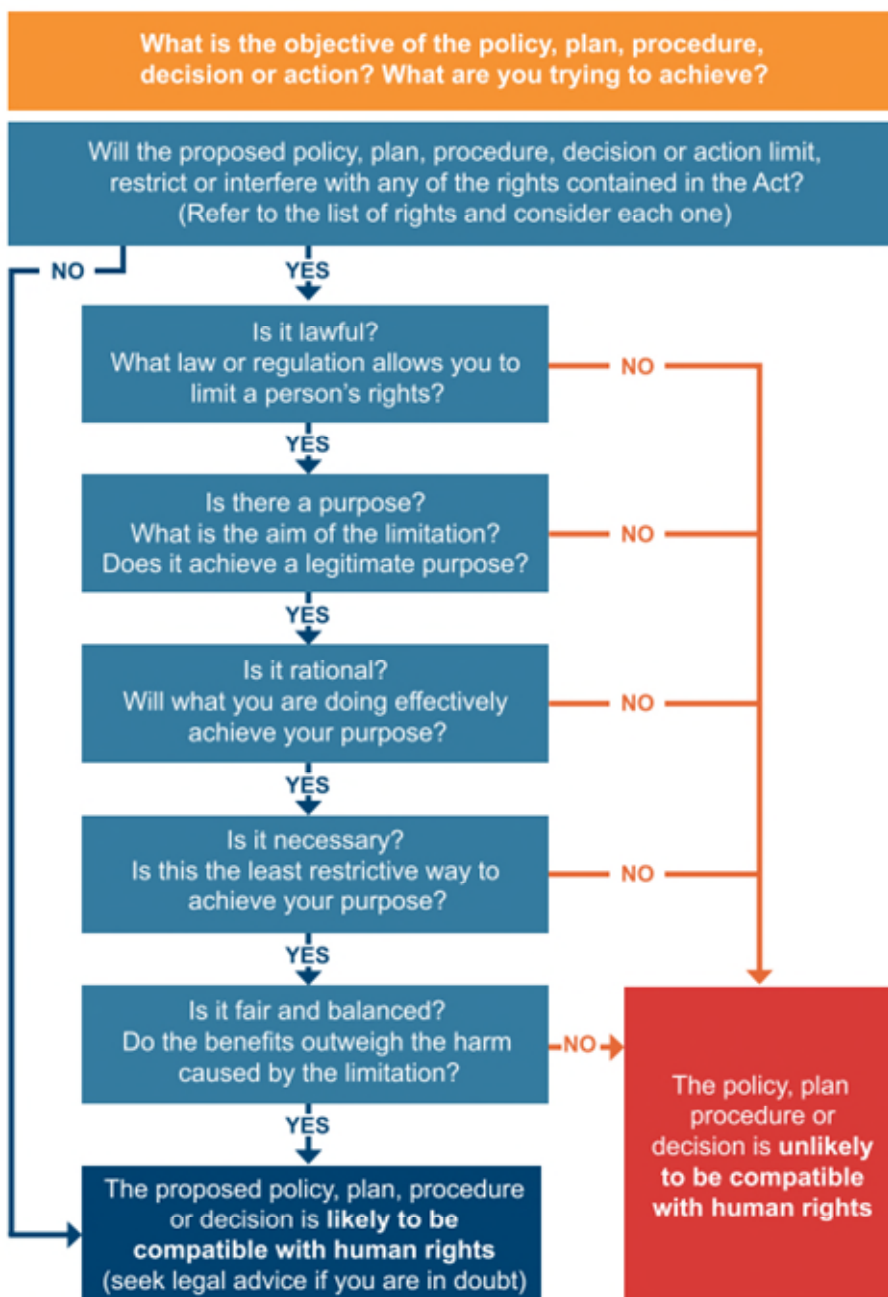 What is the objective of the policy, plan, procedure,
decision or action? What are you trying to achieve?
Will the proposed policy, plan, procedure, decision or action limit,
restrict or interfere with any of the rights contained in the Act?
(Refer to the list of rights and consider each one)
NO
YES
Is it lawful?
What law or regulation allows you to
limit a person's rights?
NO
YES
Is there a purpose?
What is the aim of the limitation?
Does it achieve a legitimate purpose?
NO
YES
Is it rational?
Will what you are doing effectively
achieve your purpose?
NO
YES
Is it necessary?
Is this the least restrictive way to
achieve your purpose?
NO
YES
Is it fair and balanced?
Do the benefits outweigh the harm
caused by the limitation?
NO
YES
The proposed policy, plan, procedure
or decision is likely to be
compatible with human rights
(seek legal advice if you are in doubt)
The policy, plan
procedure or
decision is unlikely
to be compatible
with human rights